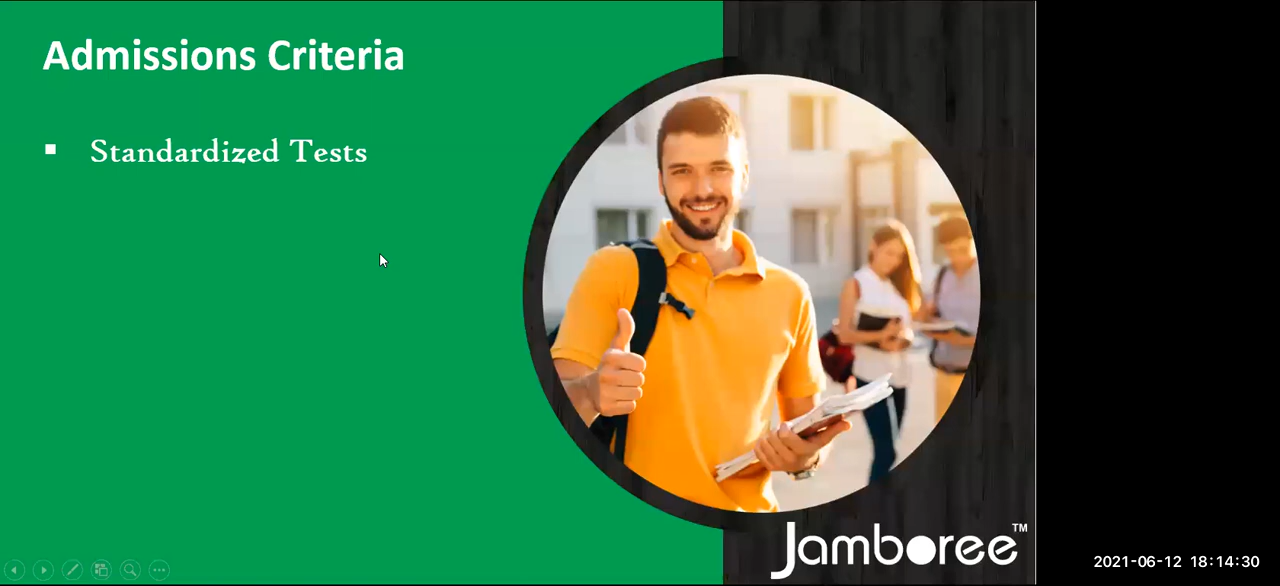 Admissions Criteria
Standardized Tests
Jamboree™
2021-06-12 18:14:30